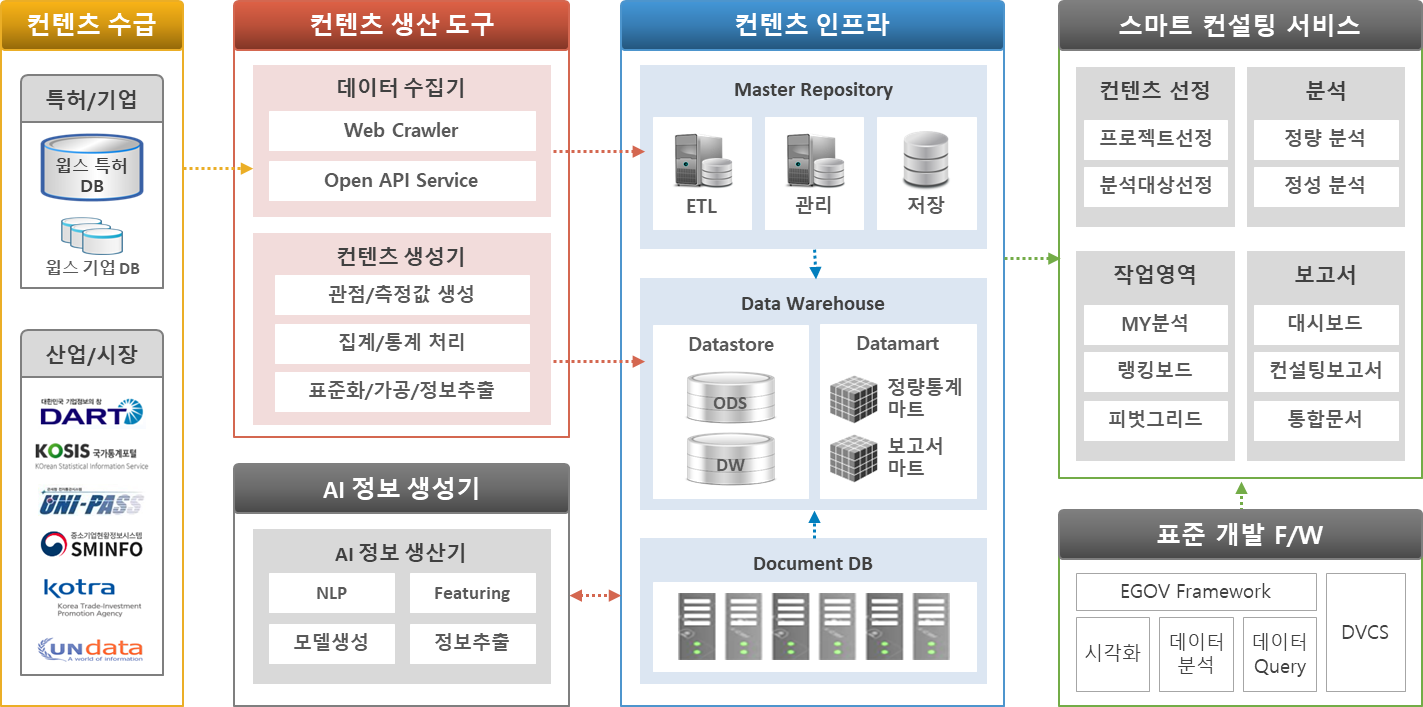 컨텐츠 수급
특허/기업
윕스 특허
DB
윕스 기업 DB
산업/시장
대한민국 기업정보의 창
DART
KOSIS 국가통계포털
KOrean Statistical Information Service
UNI-PASS
중소기업현황정보시스템
SMINFO
kotra
Korea Trade-Investment
Promotion Agency
UNdata
A world of information
컨텐츠 생산 도구
데이터 수집기
Web Crawler
Open API Service
컨텐츠 생성기
관점/측정값 생성
집계/통계 처리
표준화/가공/정보추출
AI 정보 생성기
AI 정보 생산기
NLP
Featuring
모델생성
정보추출
컨텐츠 인프라
Master Repository
ETL
관리
저장
Data Warehouse
Datastore
ODS
DW
Datamart
정량통계
마트
보고서
마트
Document DB
스마트 컨설팅 서비스
컨텐츠 선정
프로젝트선정
분석대상선정
분석
정량 분석
정성 분석
작업영역
MY분석
랭킹보드
피벗그리드
보고서
대시보드
컨설팅보고서
통합문서
표준 개발 F/W
EGOV Framework
시각화
데이터
분석
데이터
Query
DVCS